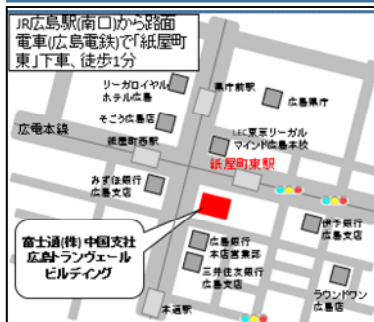 JR広島駅(南口)から路面
電車(広島電鉄)で「紙屋町
東」下車、徒歩1分
リーガロイヤル
ホテル広島
県庁前駅
広島県庁
そごう広島店
広電本線
紙屋町西駅
LEC東京リーガル
マインド広島本校
紙屋町東駅
みずほ銀行
広島支店
富士通(株) 中国支社
広島トランヴェール
ビルディング
広島銀行
本店営業部
伊予銀行
広島支店
三井住友銀行
広島支店
ラウンドワン
広島店
本通駅